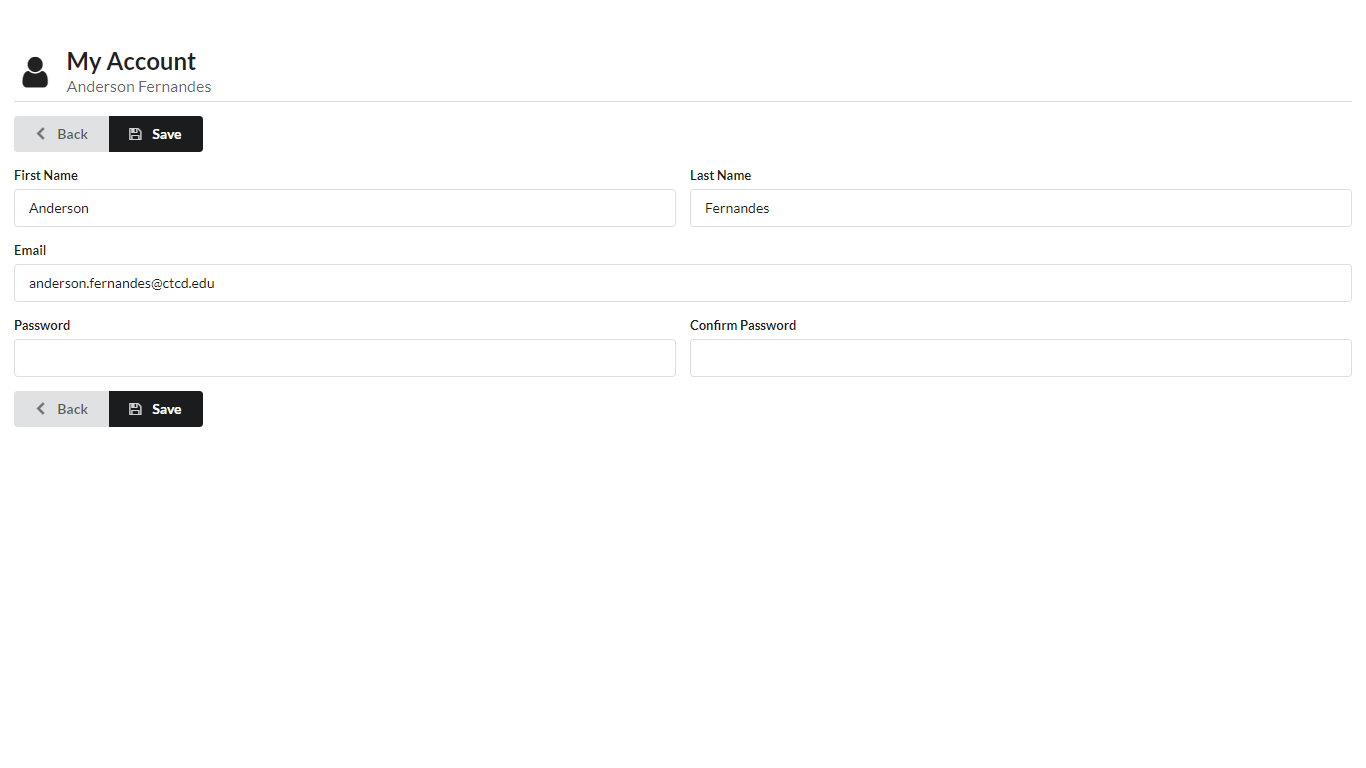 My Account
Anderson Fernandes
Back Save
First Name Last Name
Anderson Fernandes
Email
anderson.fernandes@ctcd.edu
Password Confirm Password
Back Save